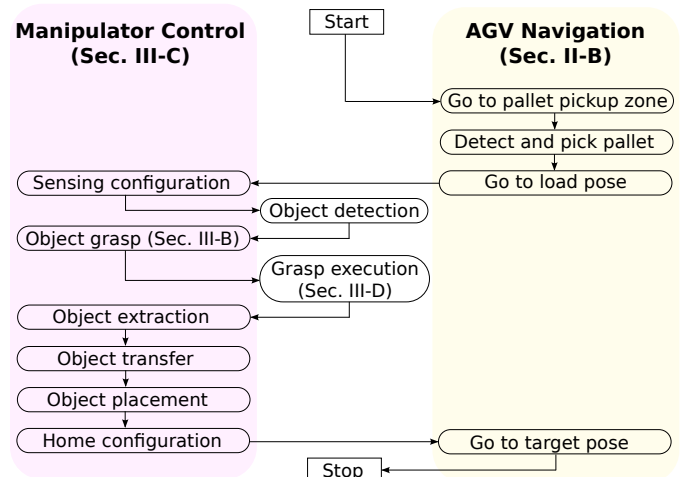 Manipulator Control
(Sec. III-C)
Start
AGV Navigation
(Sec. II-B)
Go to pallet pickup zone
Detect and pick pallet
Go to load pose
Sensing configuration
Object detection
Object grasp (Sec. III-B)
Grasp execution
(Sec. III-D)
Object extraction
Object transfer
Object placement
Home configuration
Go to target pose
Stop